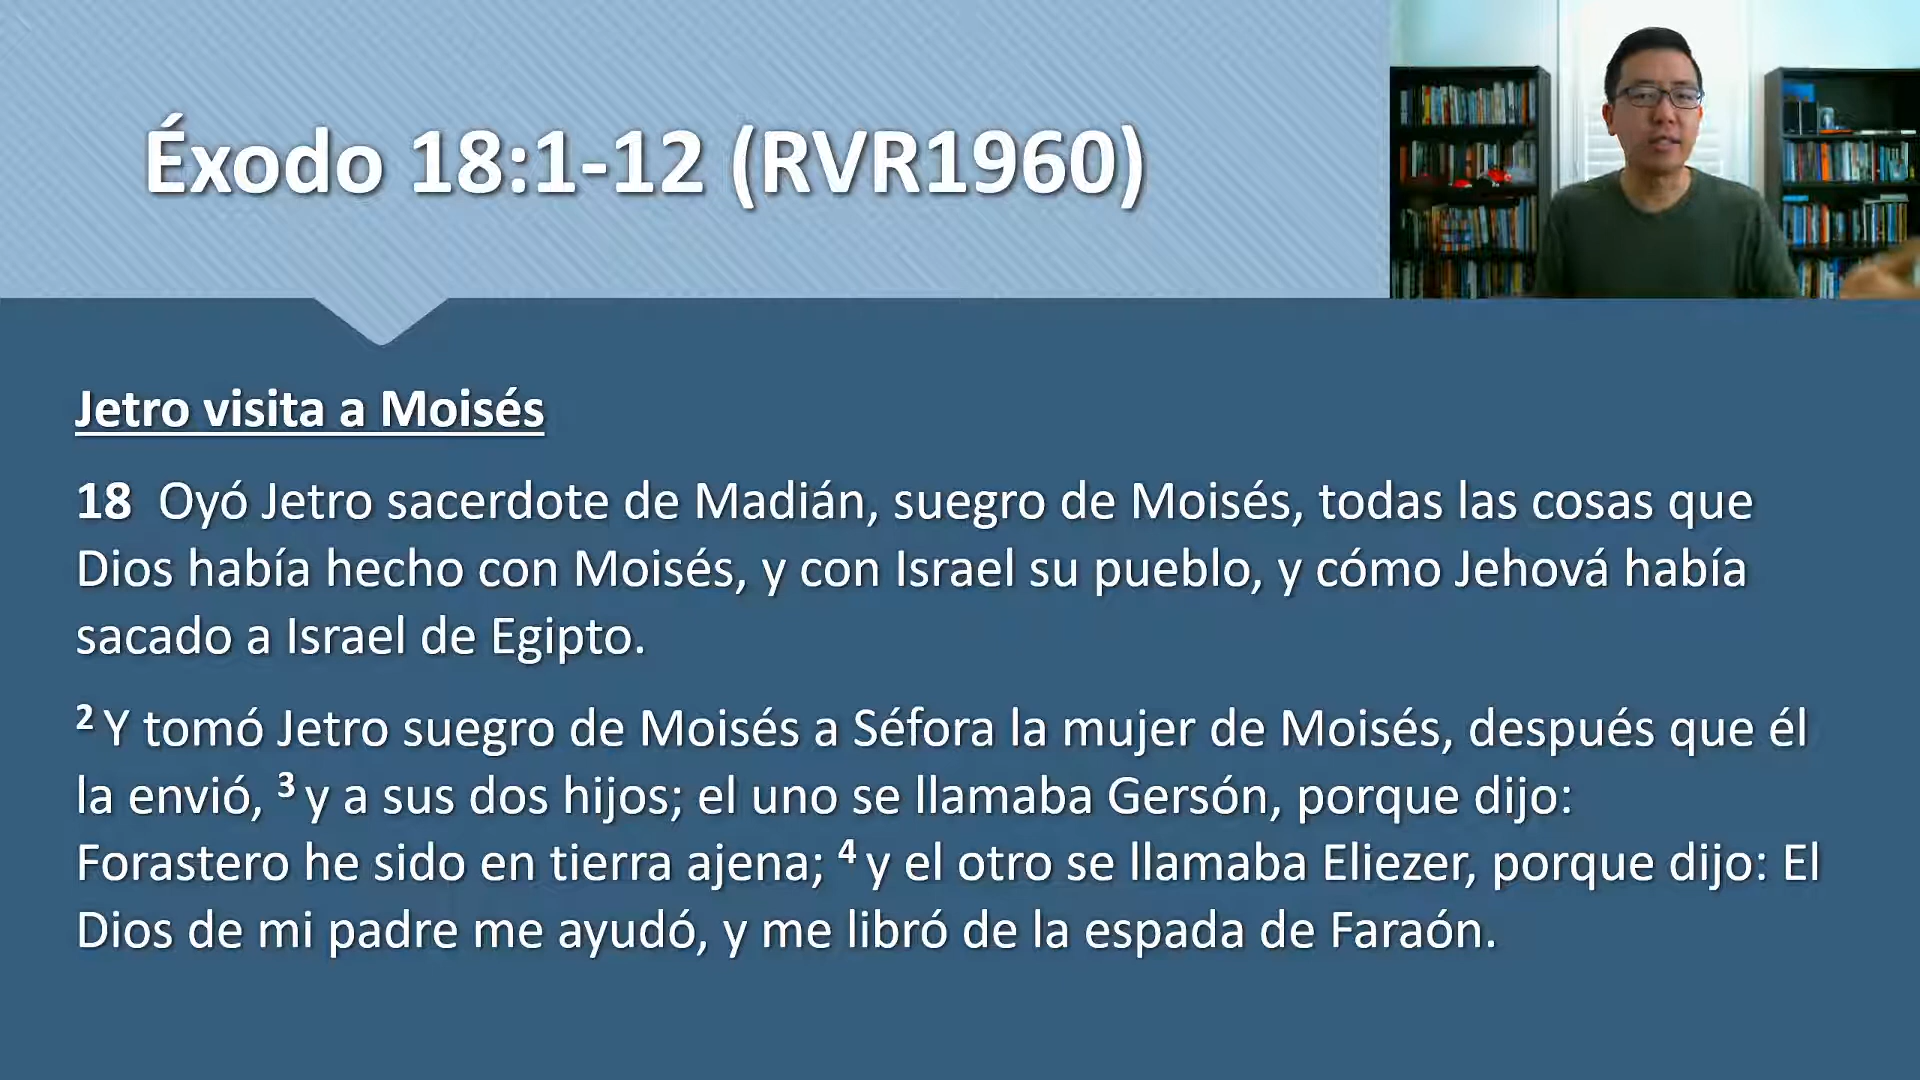 Éxodo 18:1-12 (RVR1960)
Jetro visita a Moisés
18 Oyó Jetro sacerdote de Madián, suegro de Moisés, todas las cosas que
Dios había hecho con Moisés, y con Israel su pueblo, y cómo Jehová había
sacado a Israel de Egipto.
2 Y tomó Jetro suegro de Moisés a Séfora la mujer de Moisés, después que él
la envió, 3 y a sus dos hijos; el uno se llamaba Gersón, porque dijo:
Forastero he sido en tierra ajena; 4 y el otro se llamaba Eliezer, porque dijo: El
Dios de mi padre me ayudó, y me libró de la espada de Faraón.